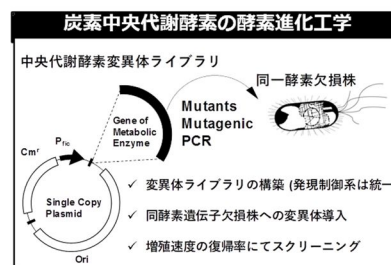 炭素中央代謝酵素の酵素進化工学
中央代謝酵素変異体ライブラリ
同一酵素欠損株
Gene of
Metabolic
Enzyme
Mutants
Mutagenic
PCR
Cmʳ
Single Copy
Plasmid
Ori
✓ 変異体ライブラリの構築 (発現制御系は統一
✓ 同酵素遺伝子欠損株への変異体導入
✓ 増殖速度の復帰率にてスクリーニング